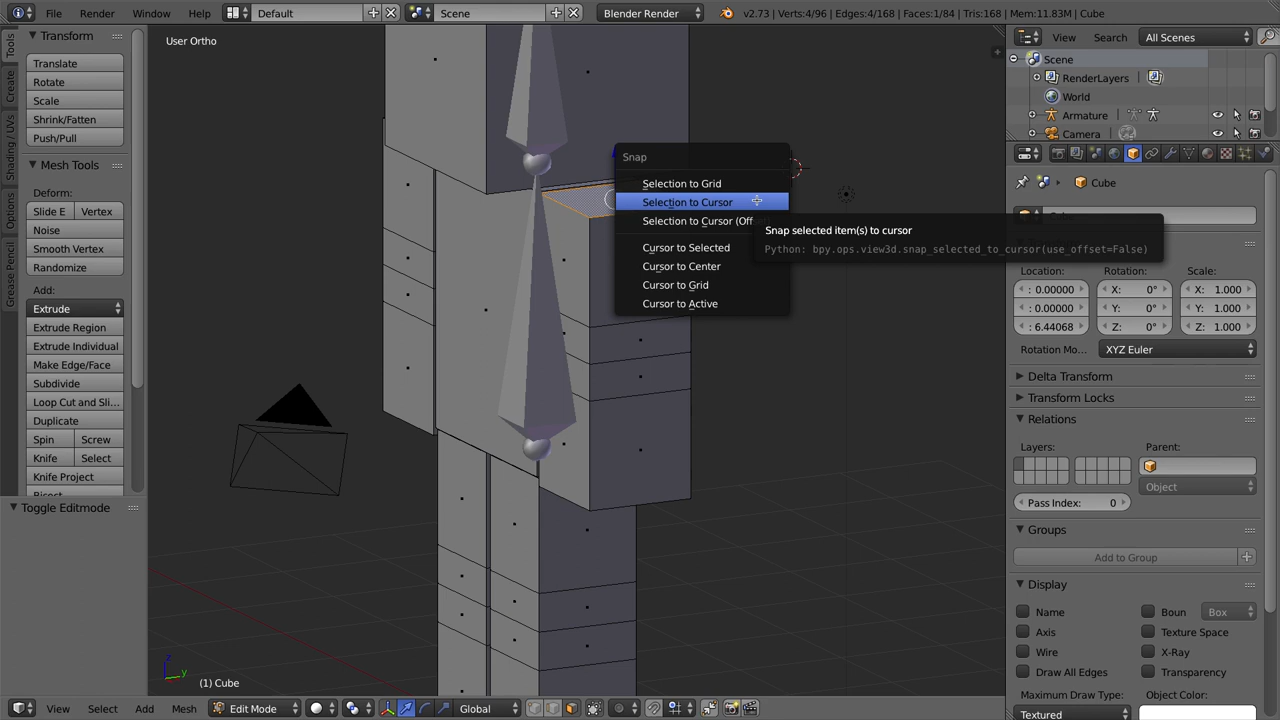 File Render Window Help Default Scene Blender Render v2.73 | Verts:4/96 | Edges:4/168 | Faces:1/84 | Tris:168 | Mem:11.83M | Cube
Tools
Create
Shading / UVs
Grease Pencil
Transform
Translate
Rotate
Scale
Shrink/Fatten
Push/Pull
Mesh Tools
Deform:
Slide E Vertex
Noise
Smooth Vertex
Randomize
Add:
Extrude
Extrude Region
Extrude Individual
Make Edge/Face
Subdivide
Loop Cut and Sli...
Duplicate
Spin Screw
Knife Select
Knife Project
Bisect
Toggle Editmode
User Ortho
Snap
Selection to Grid
Selection to Cursor
Selection to Cursor (Off
Cursor to Selected
Cursor to Center
Cursor to Grid
Cursor to Active
Snap selected item(s) to cursor
Python: bpy.ops.view3d.snap_selected_to_cursor(use_offset=False)
z
y
(1) Cube
View Select Add Mesh Edit Mode Global
View Search All Scenes
Scene
RenderLayers
World
Armature
Camera
Cube
Location: Rotation: Scale:
: 0.00000 X: 0° X: 1.000
: 0.00000 Y: 0° Y: 1.000
: 6.44068 Z: 0° Z: 1.000
Rotation Mo... XYZ Euler
Delta Transform
Transform Locks
Relations
Layers: Parent:
Object
Pass Index: 0
Groups
Add to Group
Display
Name Boun Box
Axis Texture Space
Wire X-Ray
Draw All Edges Transparency
Maximum Draw Type: Object Color:
Textured